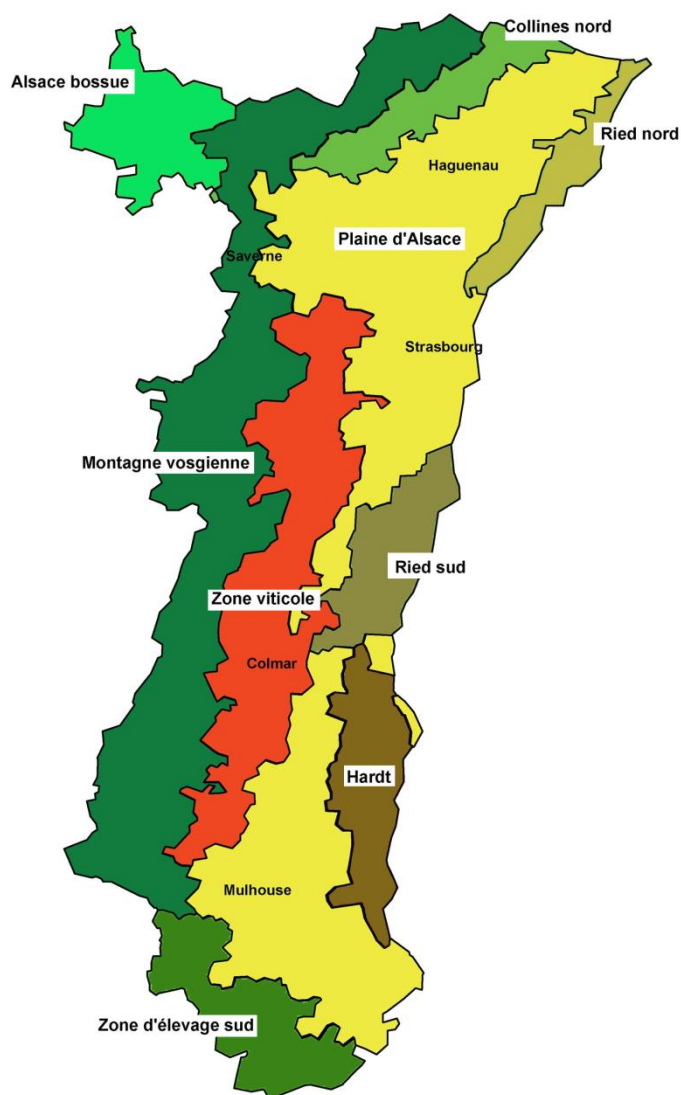 Collines nord
Alsace bossue
Ried nord
Haguenau
Plaine d'Alsace
Saverne
Strasbourg
Montagne vosgienne
Ried sud
Zone viticole
Colmar
Hardt
Mulhouse
Zone d'élevage sud